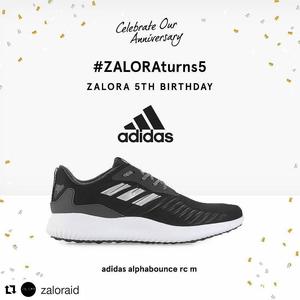 Celebrate Our
Anniversary
#ZALORAturns5
ZALORA 5TH BIRTHDAY
adidas
adidas alphabounce rc m
zaloraid